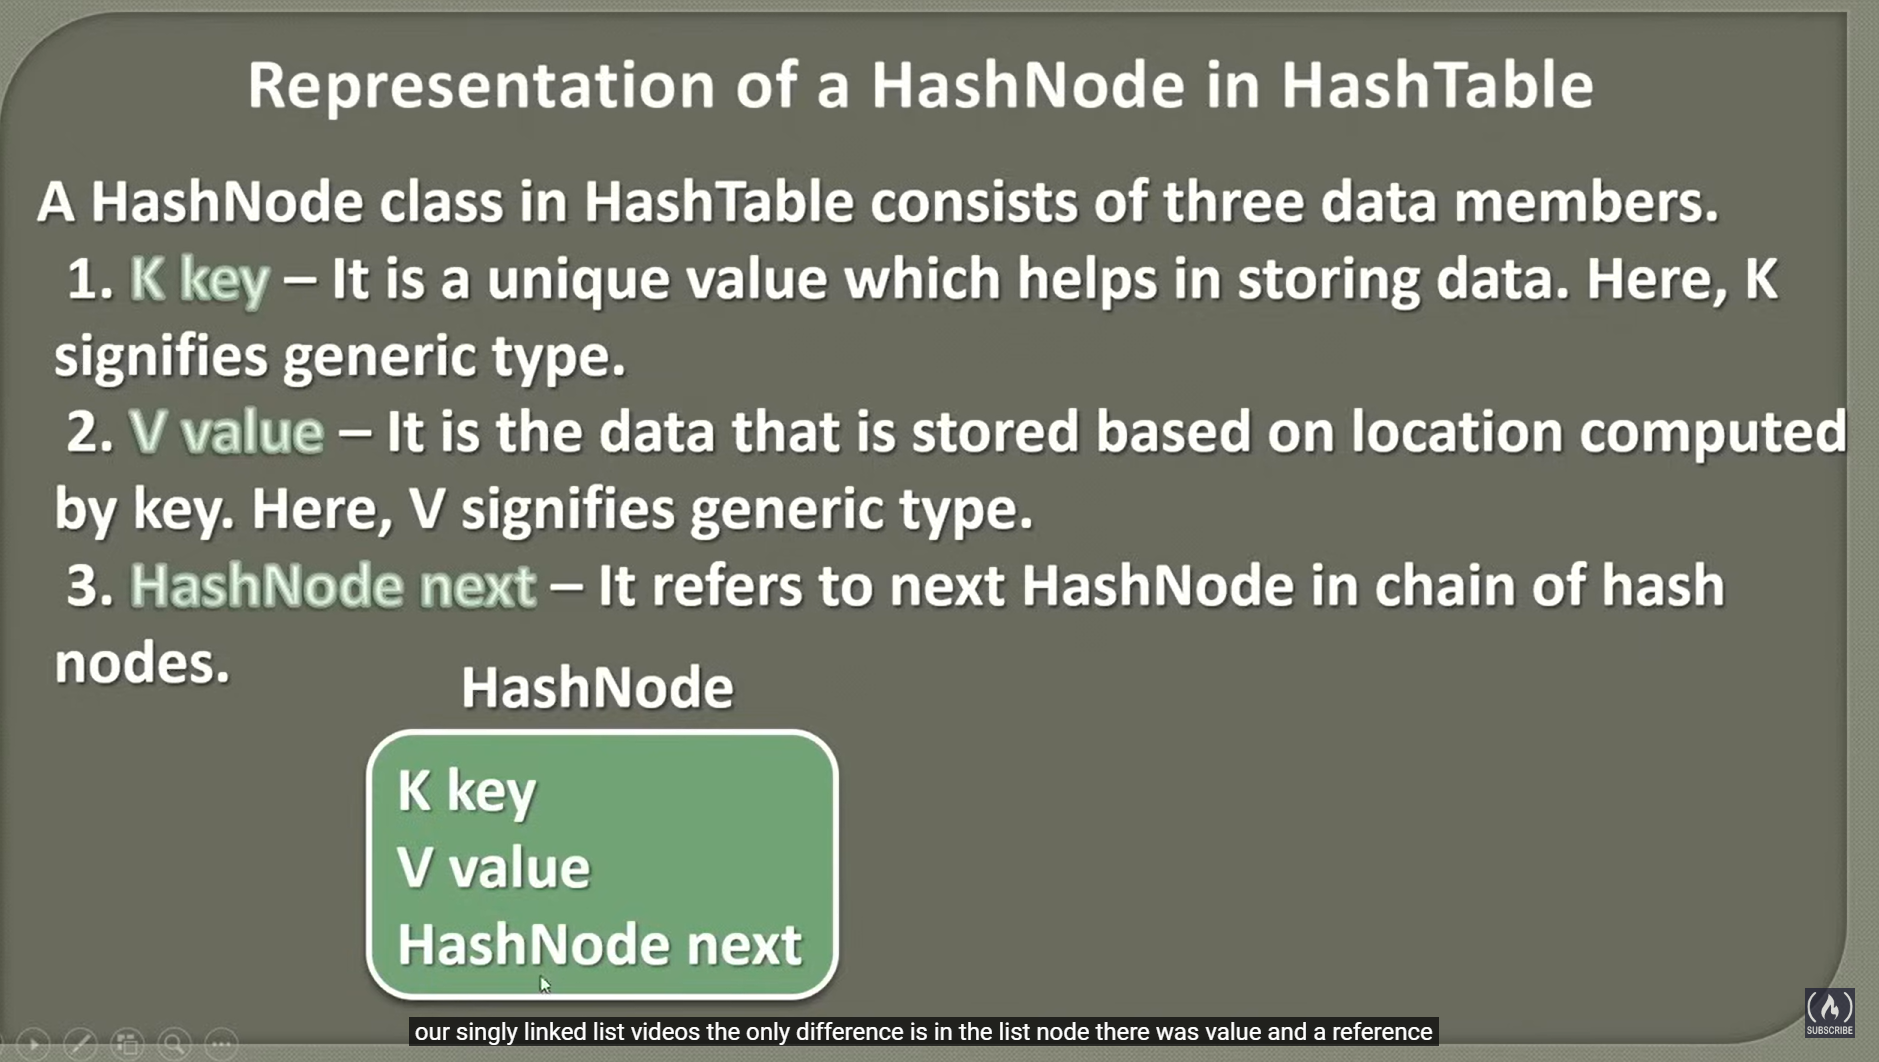 Representation of a HashNode in HashTable
A HashNode class in HashTable consists of three data members.
1. K key – It is a unique value which helps in storing data. Here, K
signifies generic type.
2. V value – It is the data that is stored based on location computed
by key. Here, V signifies generic type.
3. HashNode next – It refers to next HashNode in chain of hash
nodes.
HashNode
K key
V value
HashNode next
our singly linked list videos the only difference is in the list node there was value and a reference
SUBSCRIBE